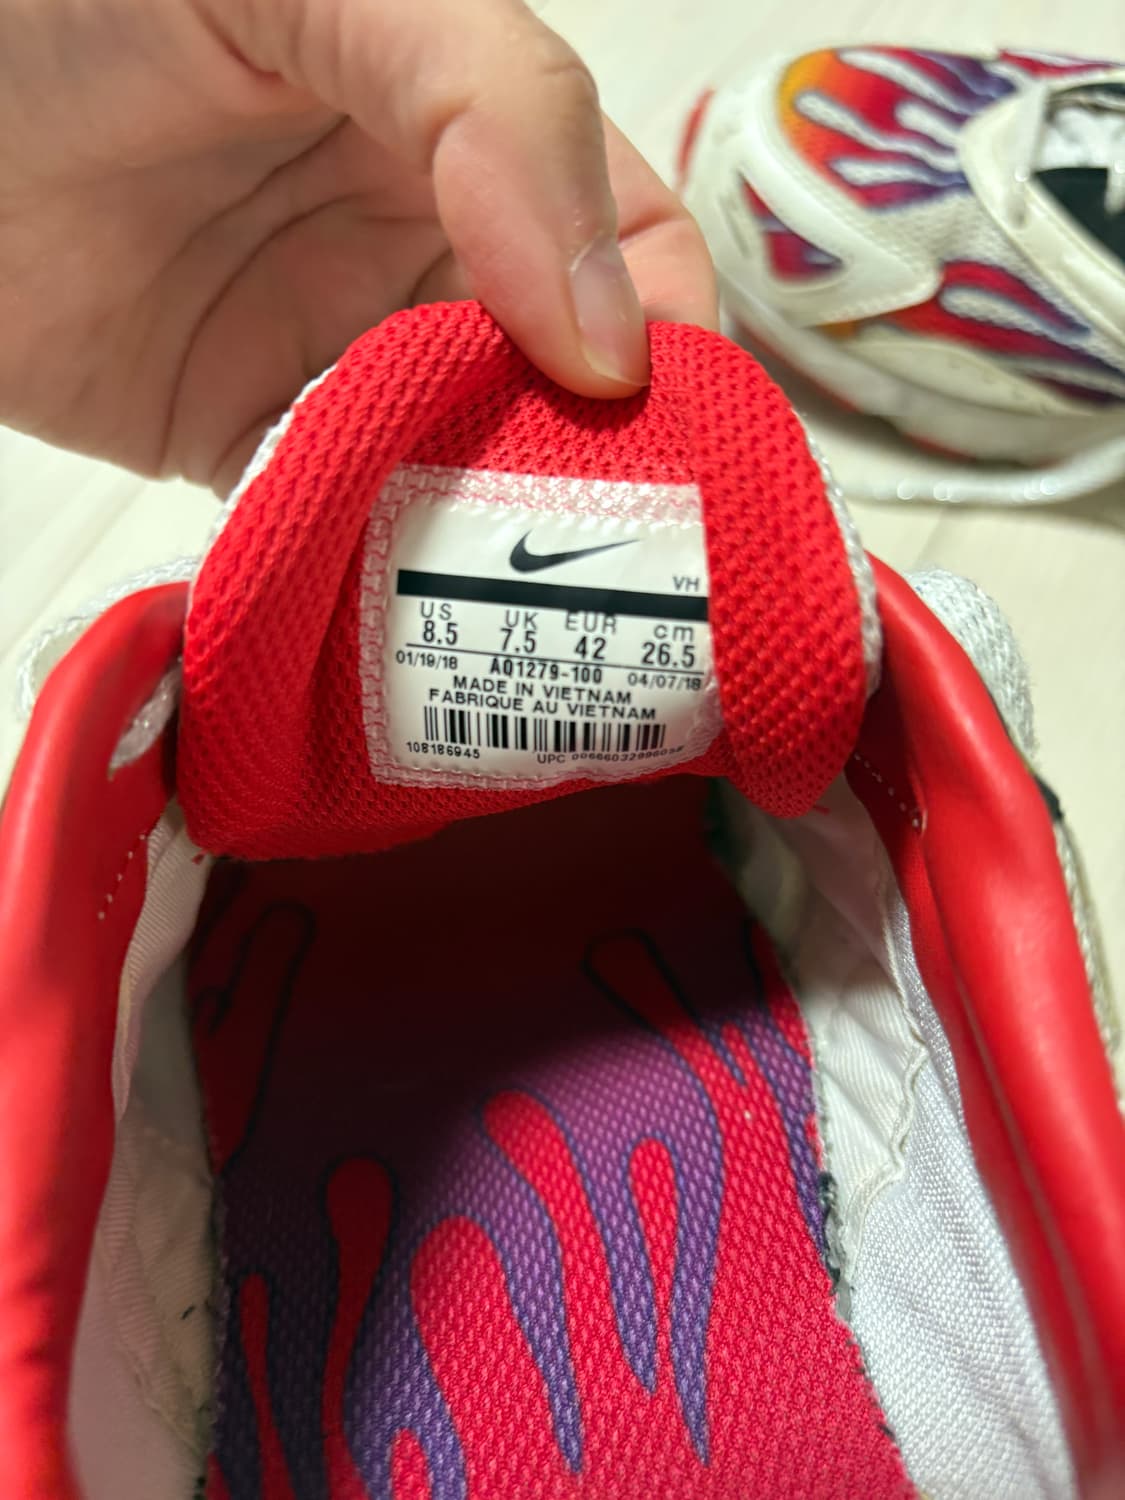 VH
US UK EUR cm
8.5 7.5 42 26.5
01/19/18 AQ1279-100 04/07/18
MADE IN VIETNAM
FABRIQUE AU VIETNAM
108186945 UPC